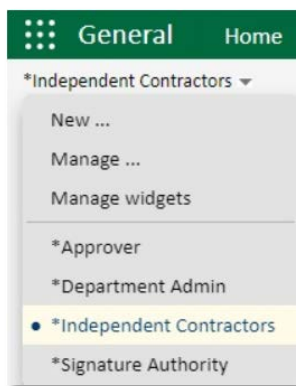 General Home
*Independent Contractors
New ...
Manage ...
Manage widgets
*Approver
*Department Admin
*Independent Contractors
*Signature Authority